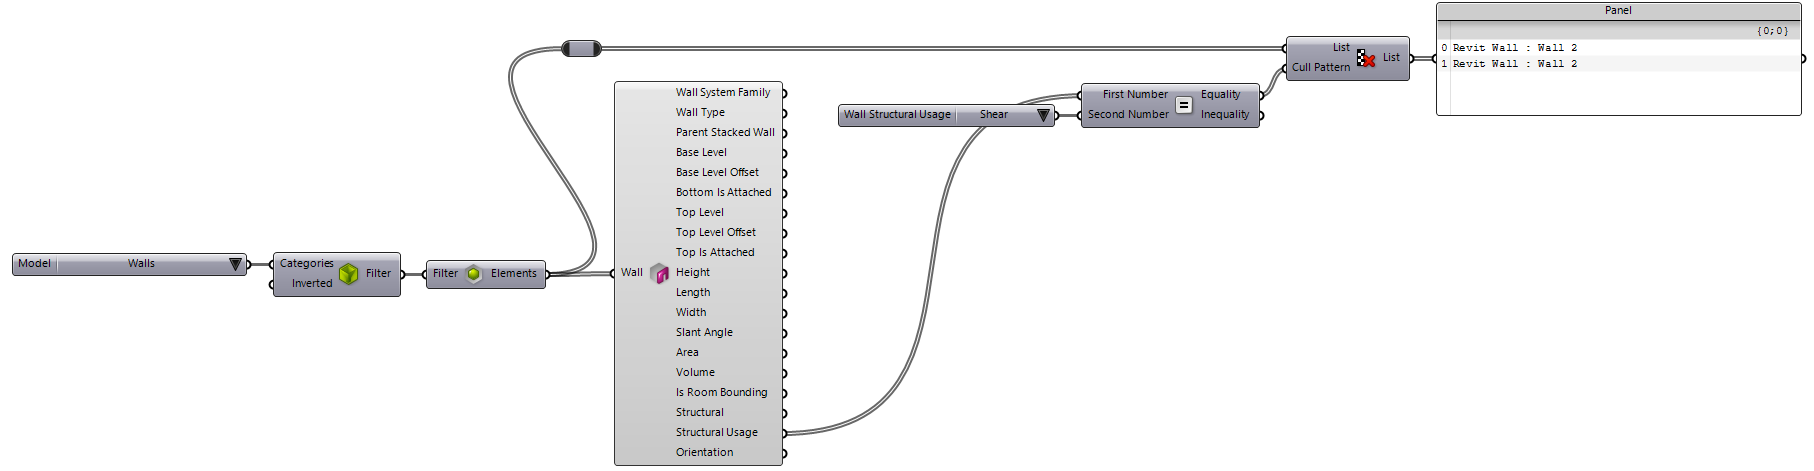 Model Walls
Categories
Inverted
Filter
Filter Elements
Wall
Wall System Family
Wall Type
Parent Stacked Wall
Base Level
Base Level Offset
Bottom Is Attached
Top Level
Top Level Offset
Top Is Attached
Height
Length
Width
Slant Angle
Area
Volume
Is Room Bounding
Structural
Structural Usage
Orientation
Wall Structural Usage Shear
First Number
Second Number
=
Equality
Inequality
List
Cull Pattern
List
Panel
{0;0}
0 Revit Wall : Wall 2
1 Revit Wall : Wall 2